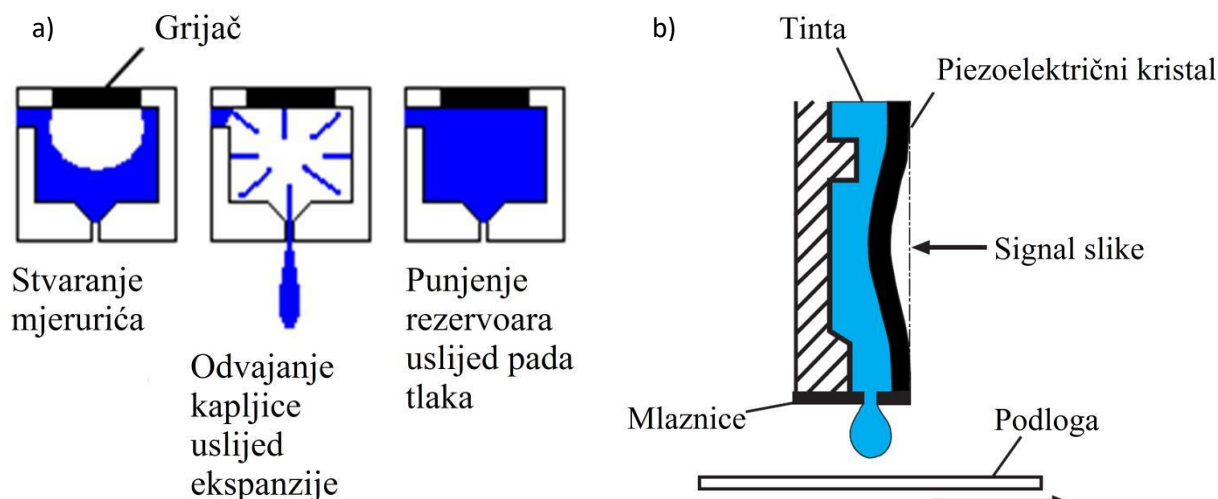 a)
Grijač
Stvaranje
mjerurića
Odvajanje
kapljice
uslijed
ekspanzije
Punjenje
rezervoara
uslijed pada
tlaka
b)
Tinta
Piezoelektrični kristal
Signal slike
Mlaznice
Podloga